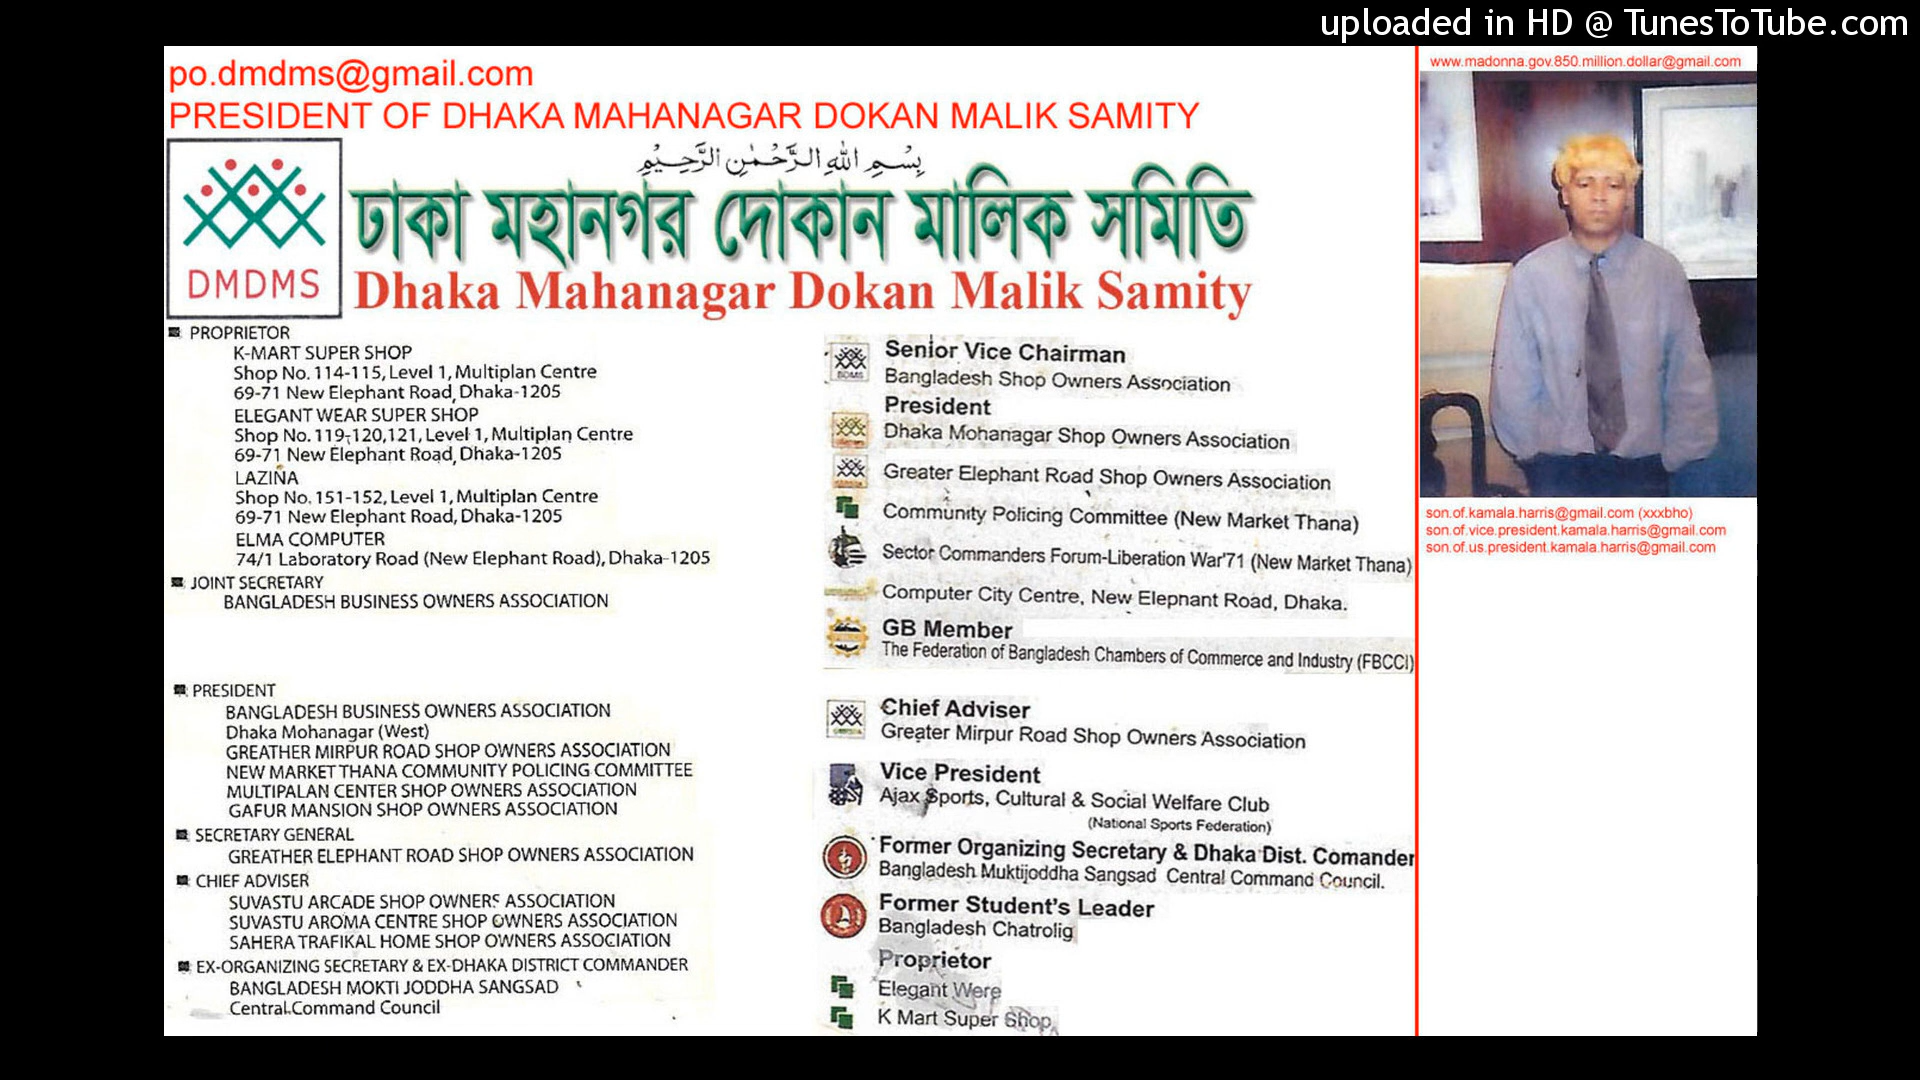 uploaded in HD @ TunesToTube.com
po.dmdms@gmail.com
PRESIDENT OF DHAKA MAHANAGAR DOKAN MALIK SAMITY
بِسْمِ اللهِ الرَّحْمٰنِ الرَّحِيْمِ
DMDMS
ঢাকা মহানগর দোকান মালিক সমিতি
Dhaka Mahanagar Dokan Malik Samity
PROPRIETOR
K-MART SUPER SHOP
Shop No. 114-115, Level 1, Multiplan Centre
69-71 New Elephant Road, Dhaka-1205
ELEGANT WEAR SUPER SHOP
Shop No. 119-120,121, Level 1, Multiplan Centre
69-71 New Elephant Road, Dhaka-1205
LAZINA
Shop No. 151-152, Level 1, Multiplan Centre
69-71 New Elephant Road, Dhaka-1205
ELMA COMPUTER
74/1 Laboratory Road (New Elephant Road), Dhaka-1205
JOINT SECRETARY
BANGLADESH BUSINESS OWNERS ASSOCIATION
PRESIDENT
BANGLADESH BUSINESS OWNERS ASSOCIATION
Dhaka Mohanagar (West)
GREATHER MIRPUR ROAD SHOP OWNERS ASSOCIATION
NEW MARKET THANA COMMUNITY POLICING COMMITTEE
MULTIPALAN CENTER SHOP OWNERS ASSOCIATION
GAFUR MANSION SHOP OWNERS ASSOCIATION
SECRETARY GENERAL
GREATHER ELEPHANT ROAD SHOP OWNERS ASSOCIATION
CHIEF ADVISER
SUVASTU ARCADE SHOP OWNERS ASSOCIATION
SUVASTU AROMA CENTRE SHOP OWNERS ASSOCIATION
SAHERA TRAFIKAL HOME SHOP OWNERS ASSOCIATION
EX-ORGANIZING SECRETARY & EX-DHAKA DISTRICT COMMANDER
BANGLADESH MOKTI JODDHA SANGSAD
Central Command Council
Senior Vice Chairman
BDMS
Bangladesh Shop Owners Association
President
Dhaka Mohanagar Shop Owners Association
Greater Elephant Road Shop Owners Association
Community Policing Committee (New Market Thana)
Sector Commanders Forum-Liberation War'71 (New Market Thana)
Computer City Centre, New Elephant Road, Dhaka.
GB Member
The Federation of Bangladesh Chambers of Commerce and Industry (FBCCI)
Chief Adviser
Greater Mirpur Road Shop Owners Association
Vice President
Ajax Sports, Cultural & Social Welfare Club
(National Sports Federation)
Former Organizing Secretary & Dhaka Dist. Comander
Bangladesh Muktijoddha Sangsad Central Command Council.
Former Student's Leader
Bangladesh Chatrolig
Proprietor
Elegant Were
K Mart Super Shop
www.madonna.gov.850.million.dollar@gmail.com
son.of.kamala.harris@gmail.com (xxxbho)
son.of.vice.president.kamala.harris@gmail.com
son.of.us.president.kamala.harris@gmail.com